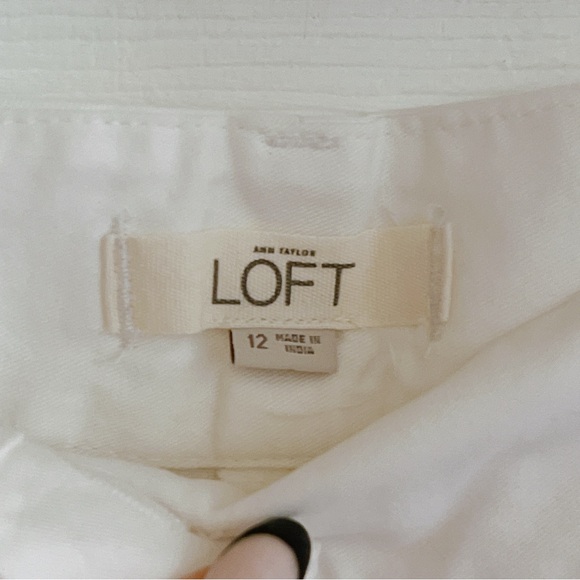 ANN TAYLOR
LOFT
12 MADE IN
INDIA